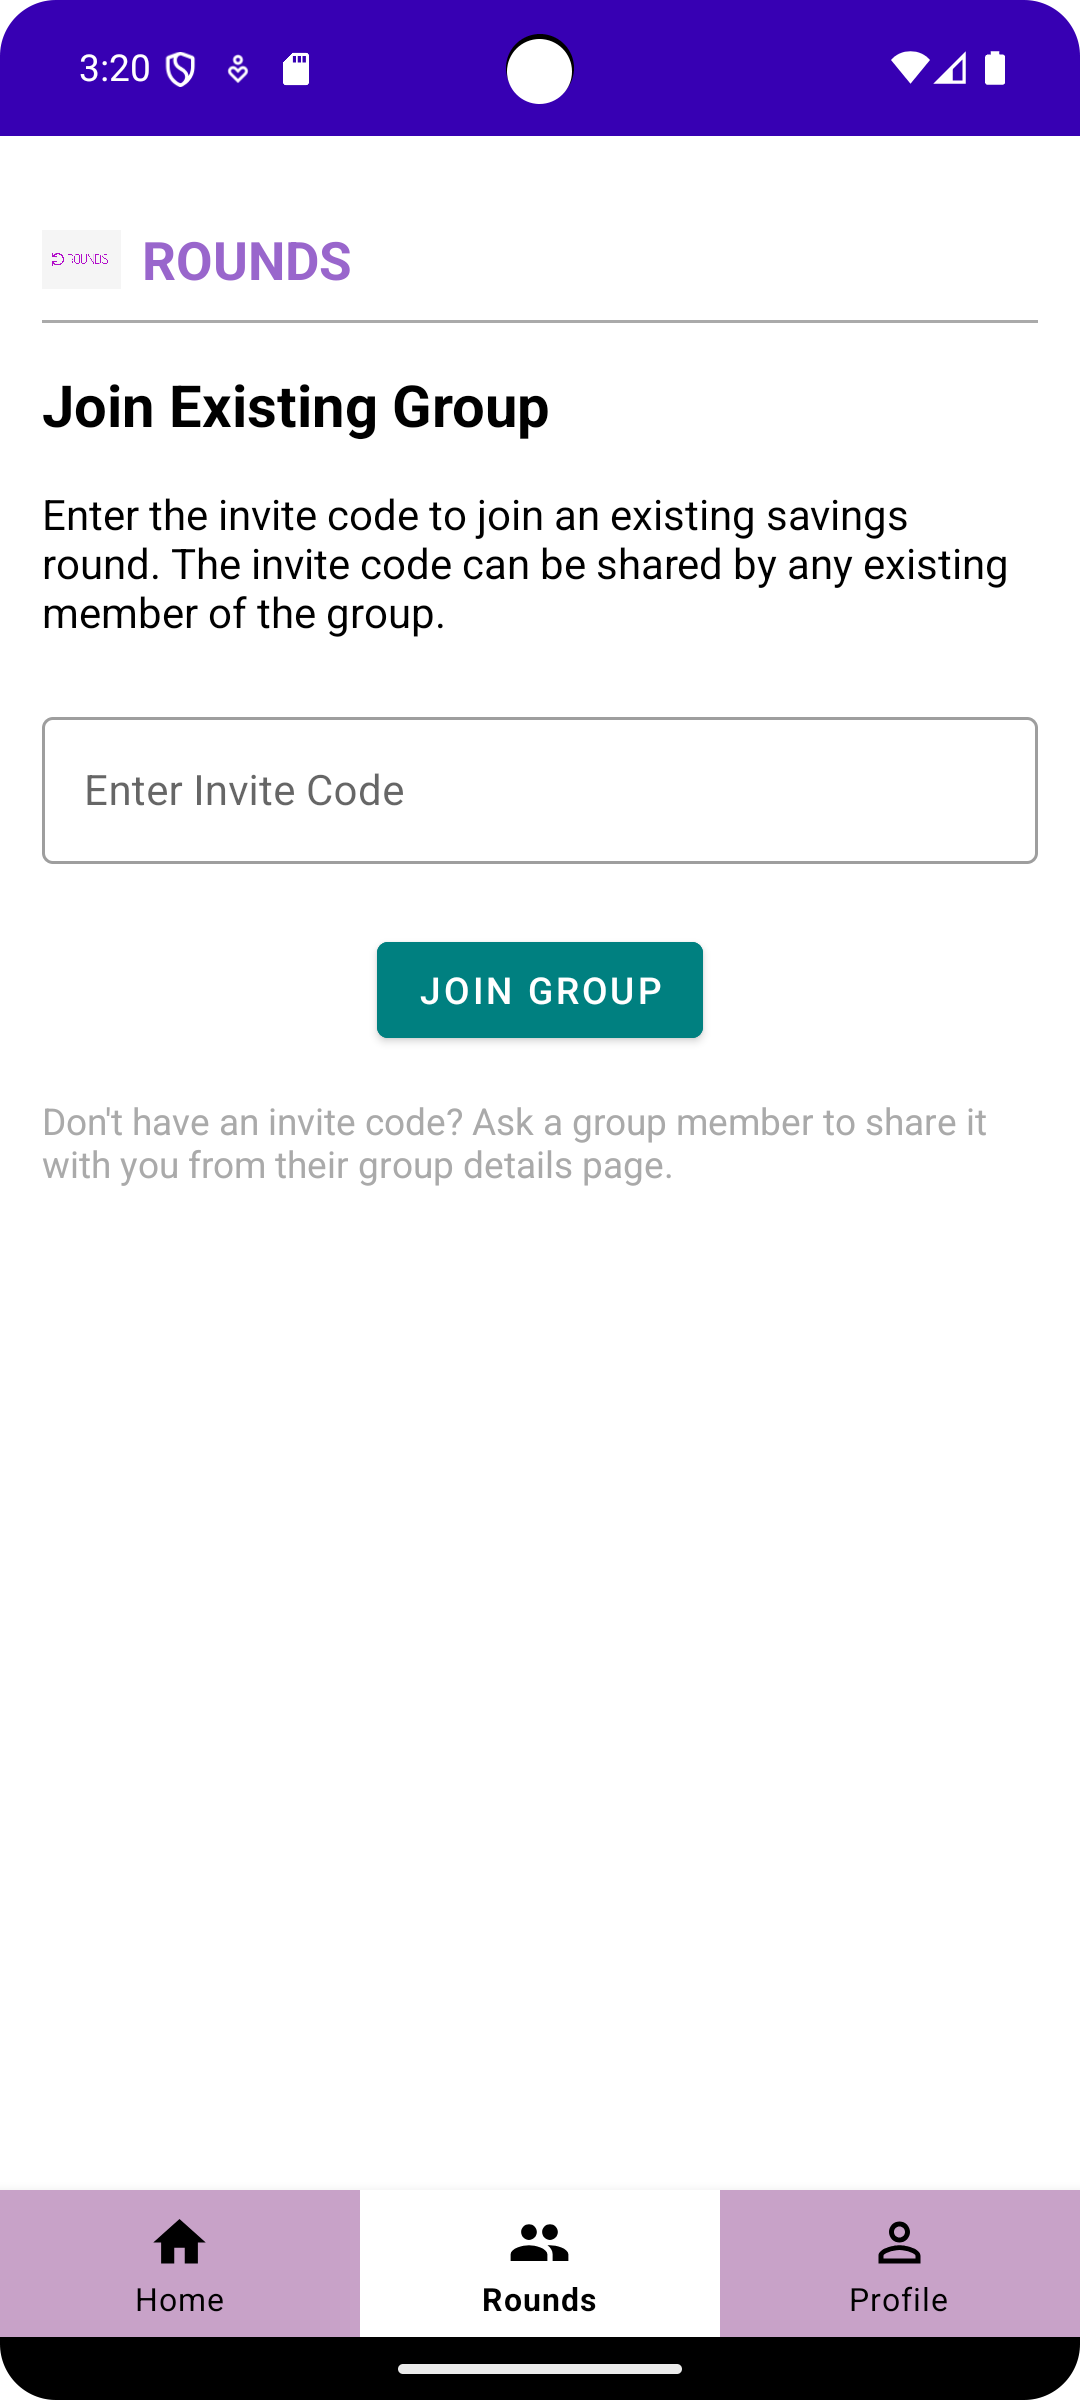 3:20
ROUNDS
ROUNDS
Join Existing Group
Enter the invite code to join an existing savings
round. The invite code can be shared by any existing
member of the group.
Enter Invite Code
JOIN GROUP
Don't have an invite code? Ask a group member to share it
with you from their group details page.
Home
Rounds
Profile